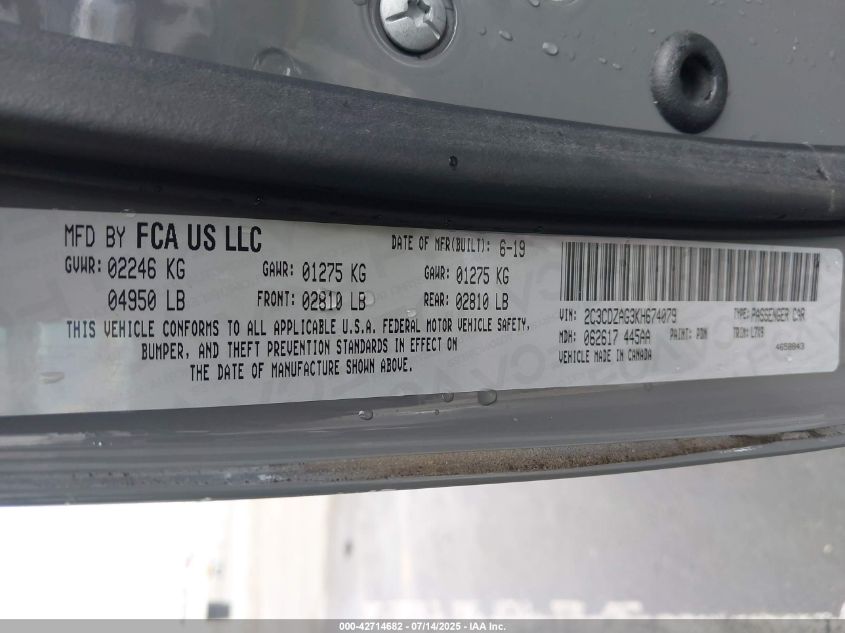 MFD BY FCA US LLC
DATE OF MFR(BUILT): 6-19
GVWR: 02246 KG
GAWR: 01275 KG
GAWR: 01275 KG
04950 LB
FRONT: 02810 LB
REAR: 02810 LB
THIS VEHICLE CONFORMS TO ALL APPLICABLE U.S.A. FEDERAL MOTOR VEHICLE SAFETY,
BUMPER, AND THEFT PREVENTION STANDARDS IN EFFECT ON
THE DATE OF MANUFACTURE SHOWN ABOVE.
VIN: 2C3CDZAG3KH674079
TYPE: PASSENGER CAR
MDH: 062617 445AA
PAINT: PDN
TRIM: L7X9
VEHICLE MADE IN CANADA
4658843
000-42714682 - 07/14/2025 - IAA Inc.